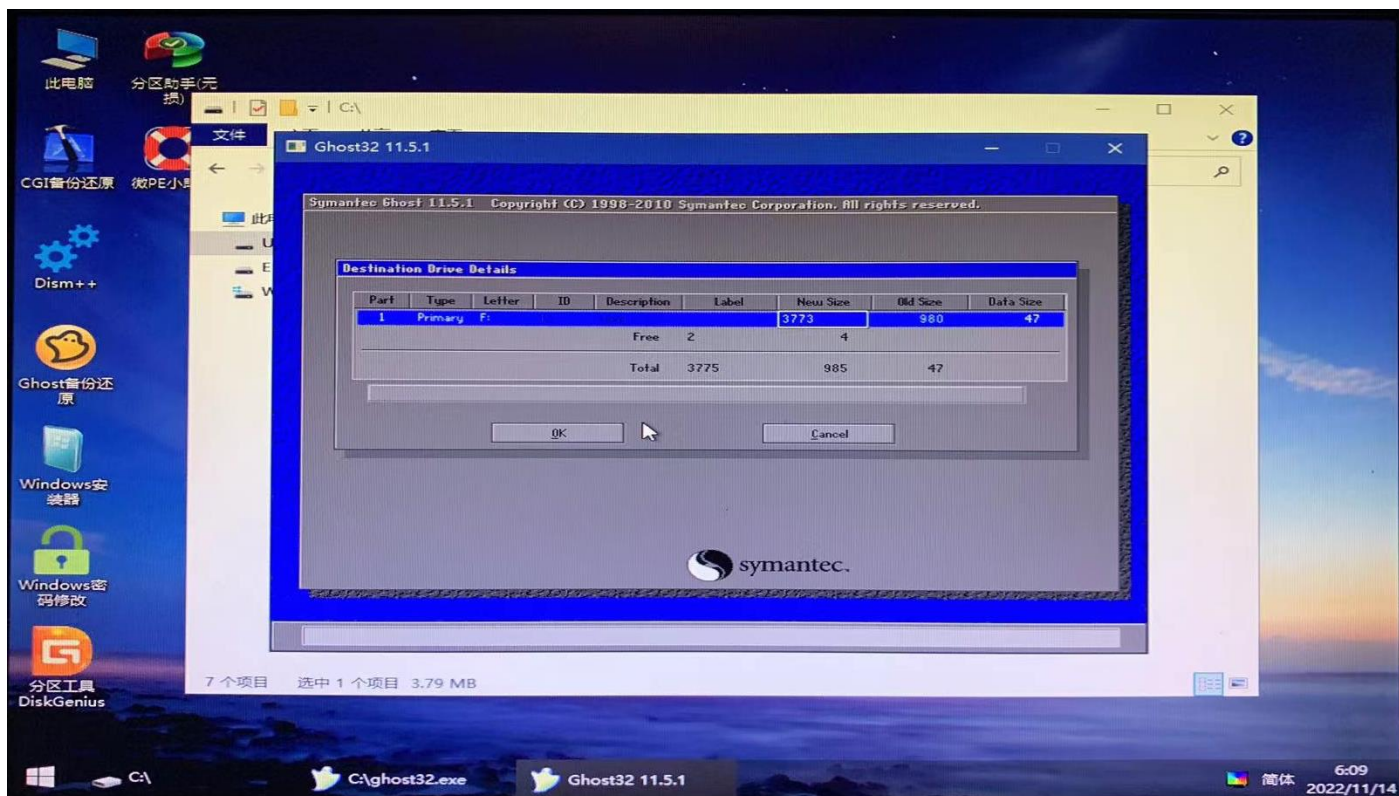 此电脑
分区助手(无
损)
CGI备份还原
微PE小
Dism++
Ghost备份还
原
Windows安
装器
Windows密
码修改
分区工具
DiskGenius
C:\
文件
Ghost32 11.5.1
Symantec Ghost 11.5.1 Copyright (C) 1998-2010 Symantec Corporation. All rights reserved.
Destination Drive Details
Part Type Letter ID Description Label New Size Old Size Data Size
1 Primary F: 3773 980 47
Free 2 4
Total 3775 985 47
OK Cancel
symantec.
7 个项目 选中 1 个项目 3.79 MB
C:\ C:\ghost32.exe Ghost32 11.5.1 简体 6:09
2022/11/14